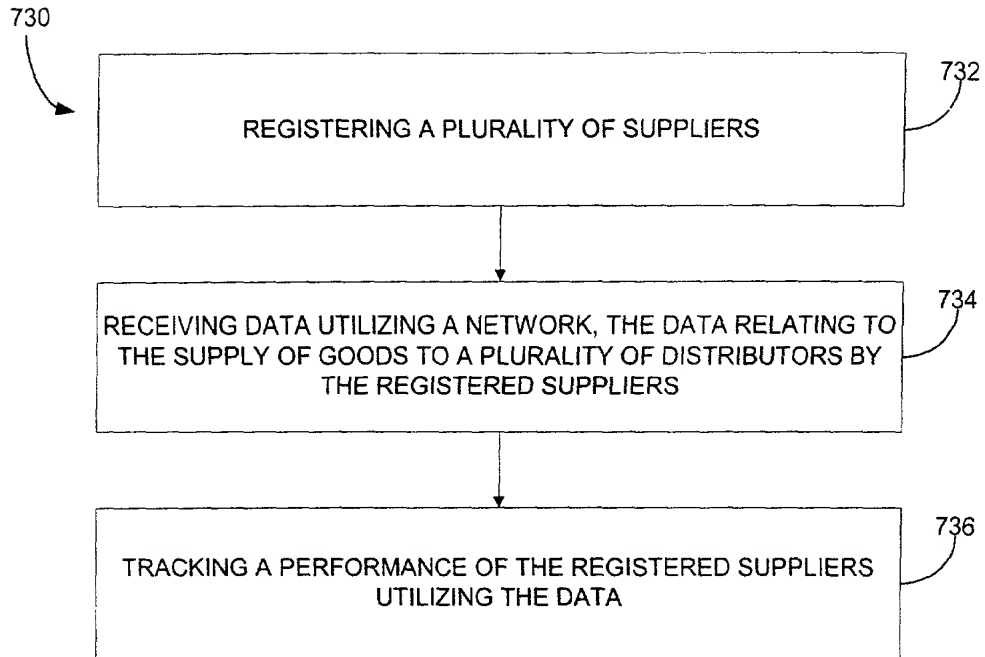 730
732
REGISTERING A PLURALITY OF SUPPLIERS
734
RECEIVING DATA UTILIZING A NETWORK, THE DATA RELATING TO
THE SUPPLY OF GOODS TO A PLURALITY OF DISTRIBUTORS BY
THE REGISTERED SUPPLIERS
736
TRACKING A PERFORMANCE OF THE REGISTERED SUPPLIERS
UTILIZING THE DATA